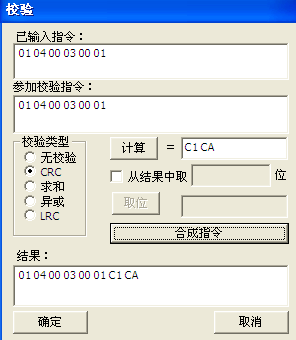 校验
已输入指令：
01 04 00 03 00 01
参加校验指令：
01 04 00 03 00 01
校验类型
无校验
CRC
求和
异或
LRC
计算 = C1 CA
从结果中取 位
取位
合成指令
结果：
01 04 00 03 00 01 C1 CA
确定 取消